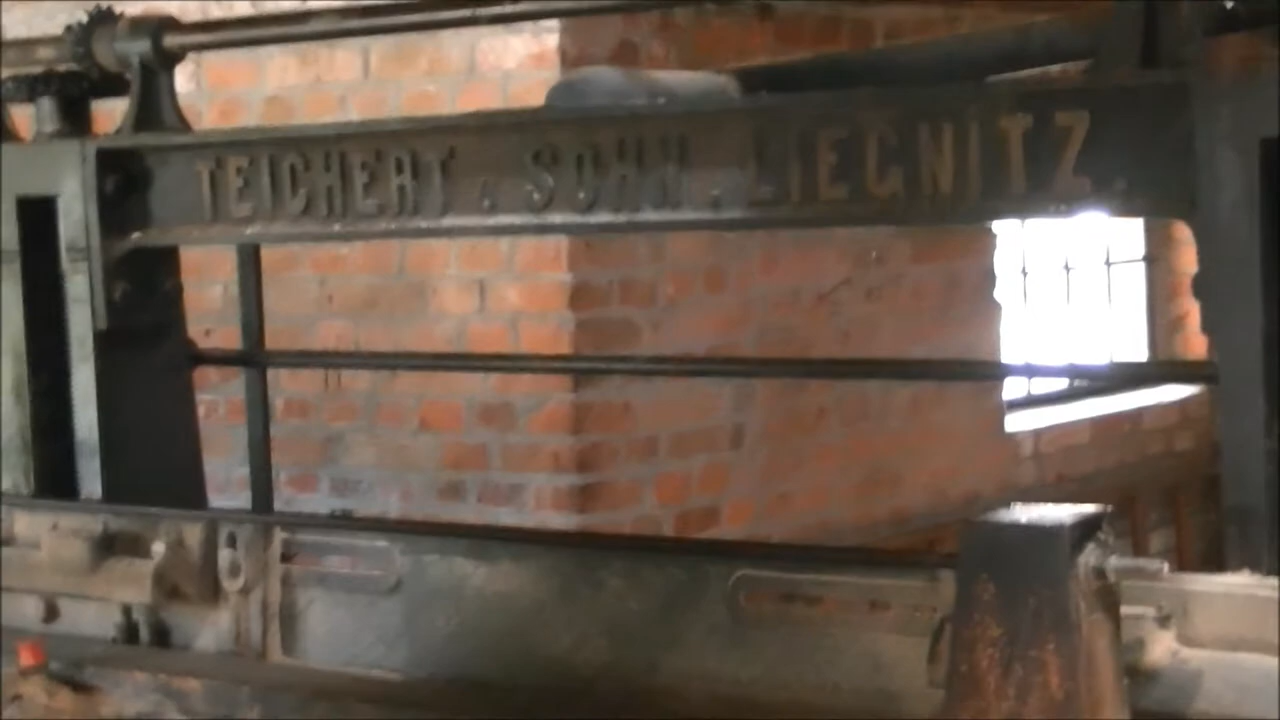 TEICHERT . SOHN . LIEGNITZ